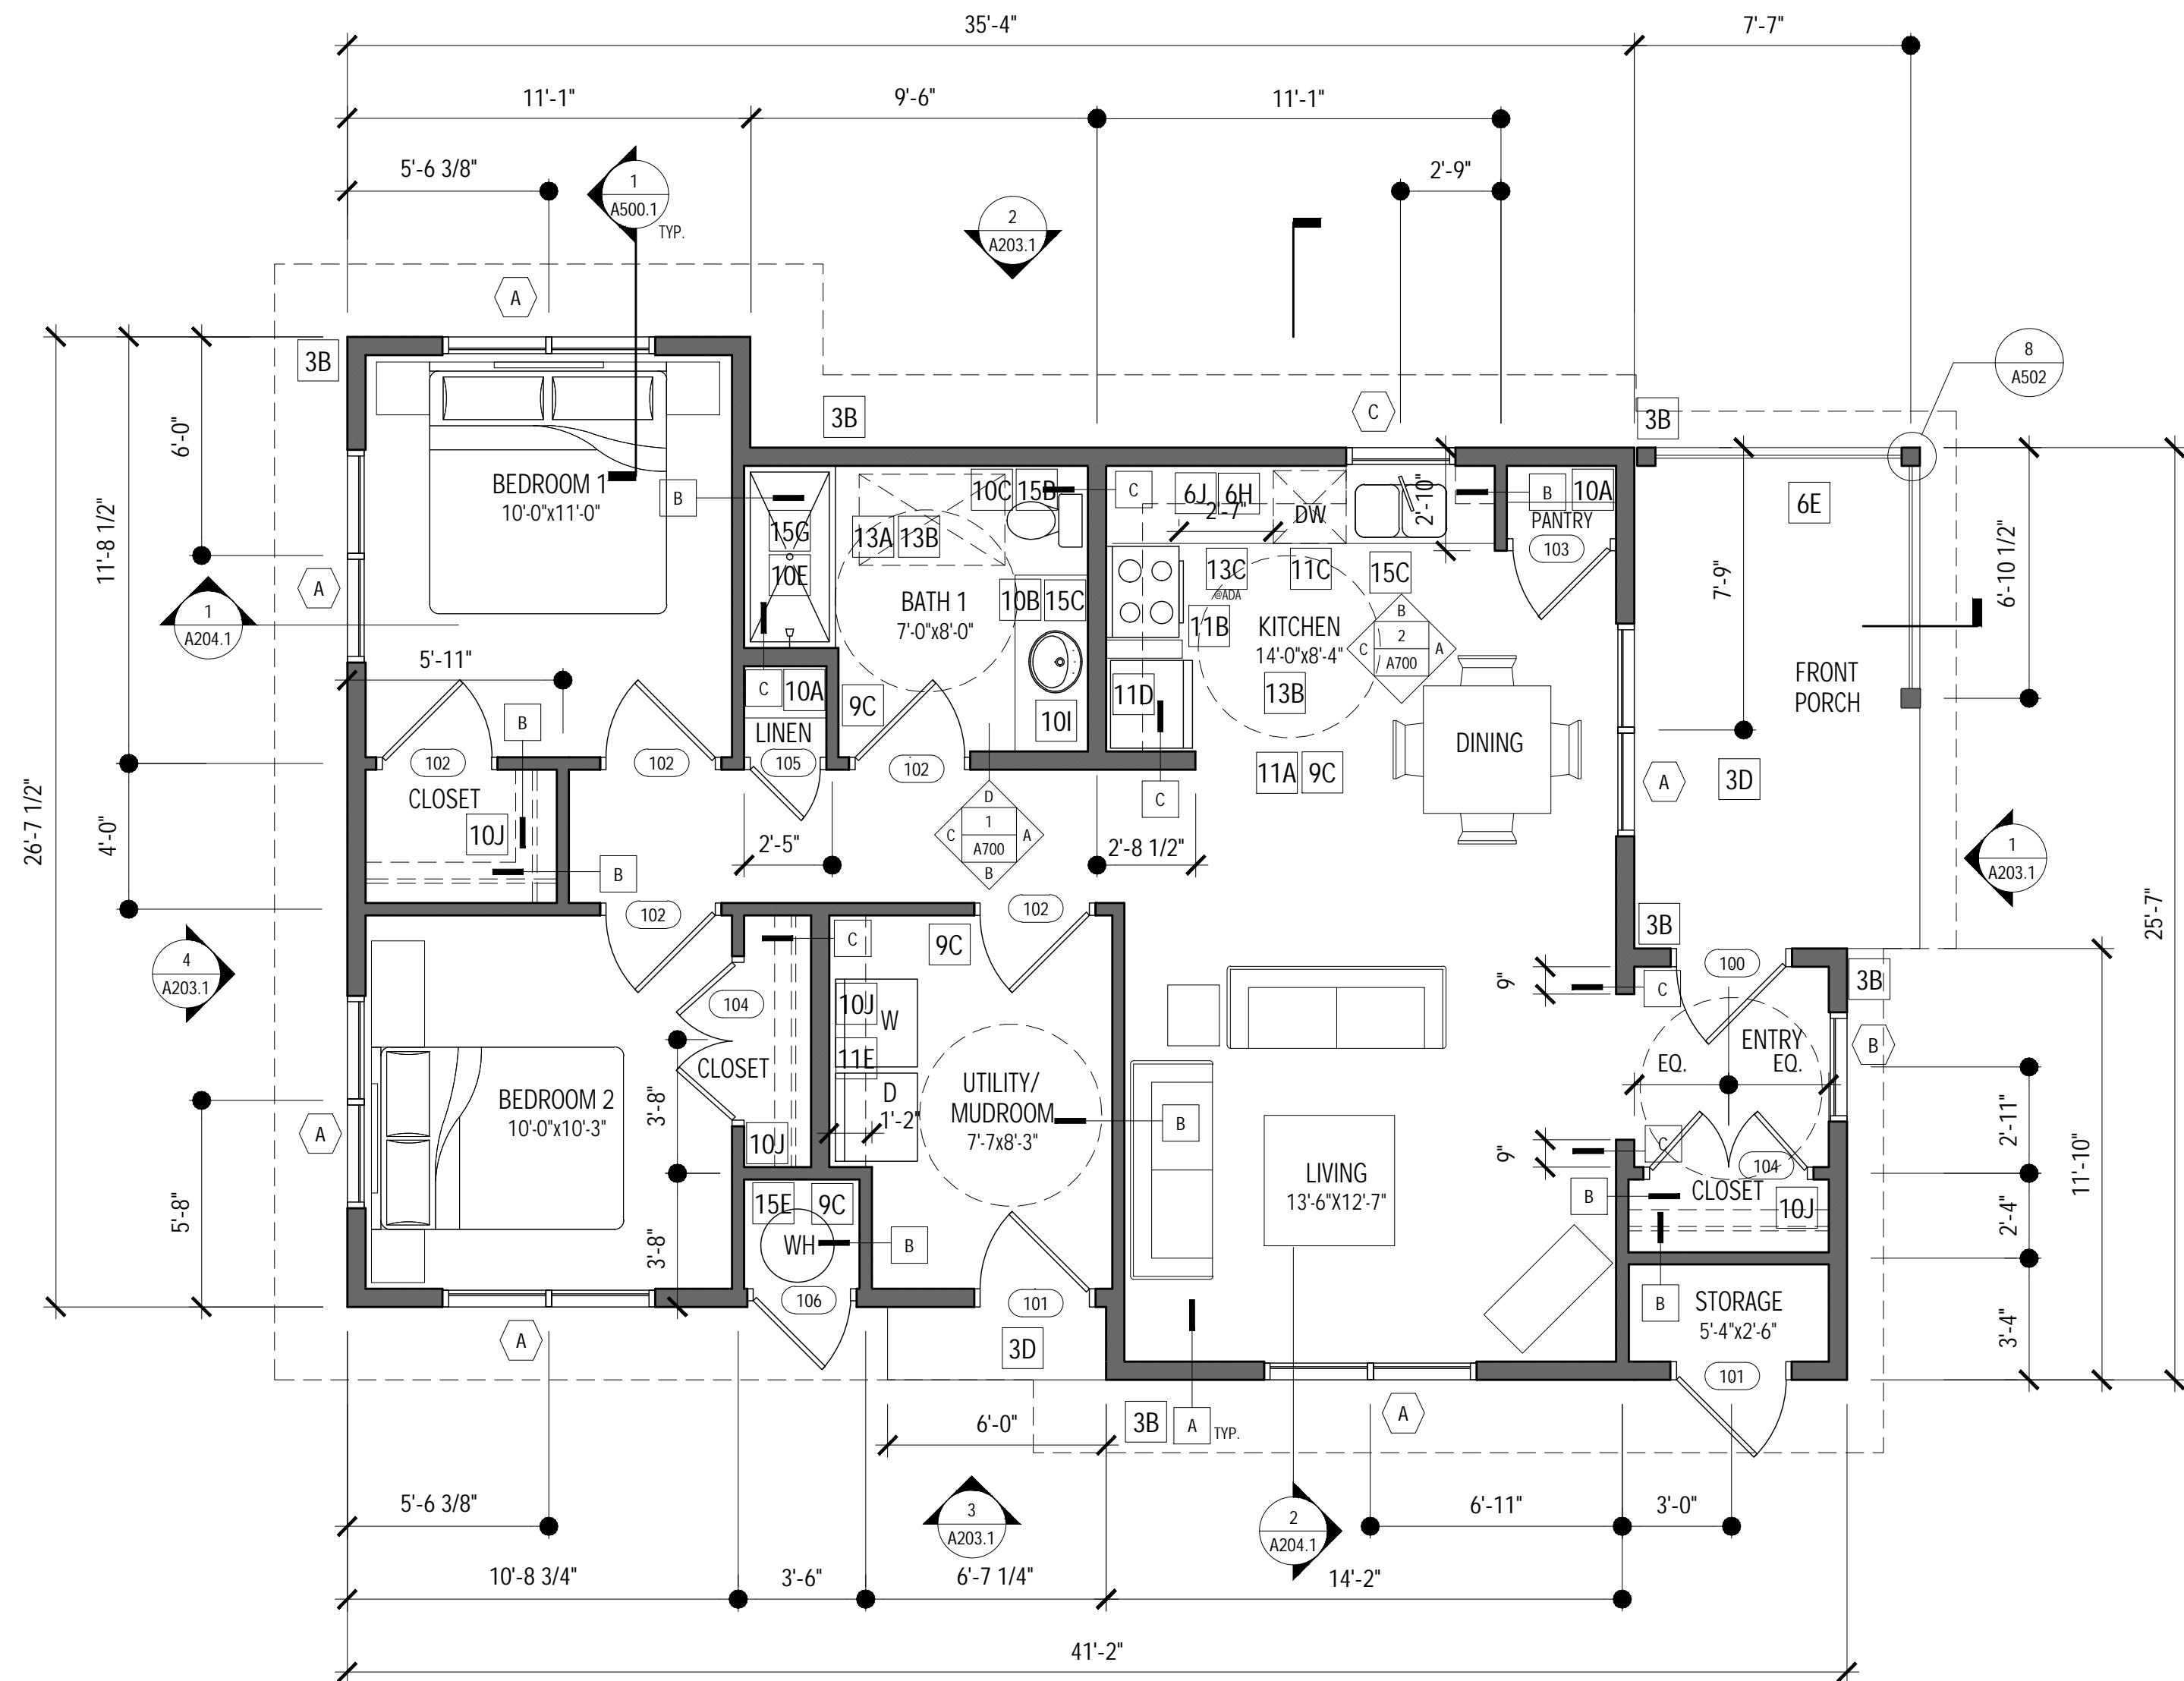 35'-4"
7'-7"
11'-1"
9'-6"
11'-1"
5'-6 3/8"
2'-9"
1
A500.1
TYP.
2
A203.1
A
3B
8
A502
C
3B
3B
6'-0"
11'-8 1/2"
26'-7 1/2"
4'-0"
5'-8"
BEDROOM 1
10'-0"x11'-0"
B
15G
10E
13A
13B
10C
15B
C
6J
6H
2'-7"
DW
2'-10"
B
10A
PANTRY
103
6E
6'-10 1/2"
7'-9"
A
1
A204.1
BATH 1
7'-0"x8'-0"
10B
15C
13C
@ADA
11C
15C
11B
KITCHEN
14'-0"x8'-4"
13B
B
2
A700
C
A
FRONT
PORCH
5'-11"
B
C
10A
LINEN
9C
10I
11D
DINING
102
102
105
102
11A
9C
A
3D
CLOSET
10J
B
2'-5"
D
1
A700
C
A
B
2'-8 1/2"
C
1
A203.1
25'-7"
102
C
9C
102
3B
100
3B
4
A203.1
104
CLOSET
10J
W
11E
D
1'-2"
UTILITY/
MUDROOM
7'-7x8'-3"
B
9"
C
ENTRY
EQ.
EQ.
B
BEDROOM 2
10'-0"x10'-3"
A
3'-8"
3'-8"
10J
15E
9C
WH
B
106
101
3D
LIVING
13'-6"X12'-7"
9"
C
104
B
CLOSET
10J
B
STORAGE
5'-4"x2'-6"
101
2'-11"
2'-4"
3'-4"
11'-10"
A
3B
A
TYP.
A
6'-0"
5'-6 3/8"
3
A203.1
2
A204.1
6'-11"
3'-0"
10'-8 3/4"
3'-6"
6'-7 1/4"
14'-2"
41'-2"